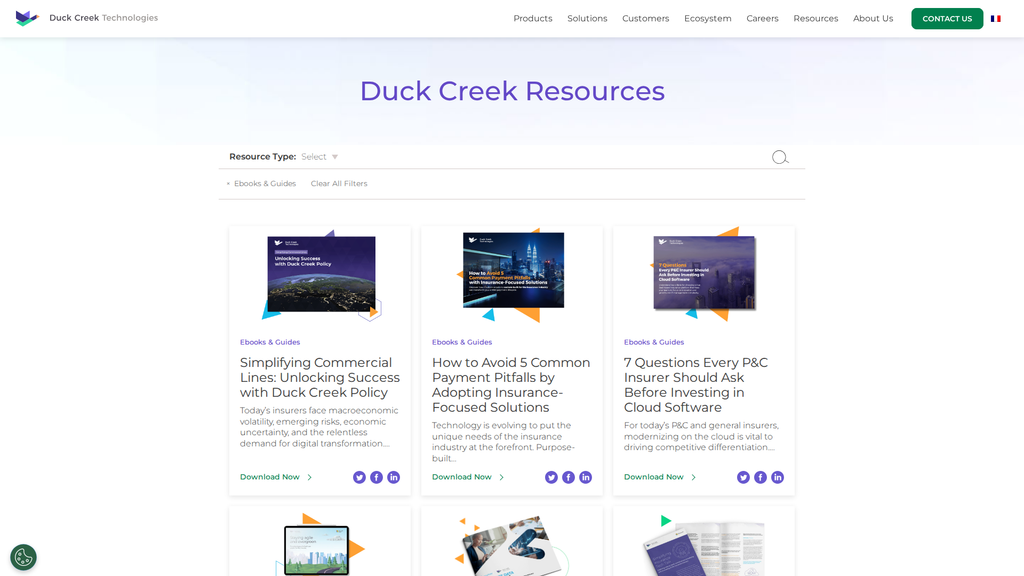 Duck Creek Technologies
Products Solutions Customers Ecosystem Careers Resources About Us CONTACT US
Duck Creek Resources
Resource Type: Select
Ebooks & Guides Clear All Filters
Unlocking Success
with Duck Creek Policy
Ebooks & Guides
Simplifying Commercial
Lines: Unlocking Success
with Duck Creek Policy
Today's insurers face macroeconomic
volatility, emerging risks, economic
uncertainty, and the relentless
demand for digital transformation....
Download Now
How to Avoid 5
Common Payment Pitfalls
with Insurance-Focused Solutions
Ebooks & Guides
How to Avoid 5 Common
Payment Pitfalls by
Adopting Insurance-
Focused Solutions
Technology is evolving to put the
unique needs of the insurance
industry at the forefront. Purpose-
built...
Download Now
7 Questions
Every P&C Insurer Should
Ask Before Investing in
Cloud Software
Ebooks & Guides
7 Questions Every P&C
Insurer Should Ask
Before Investing in
Cloud Software
For today's P&C and general insurers,
modernizing on the cloud is vital to
driving competitive differentiation....
Download Now